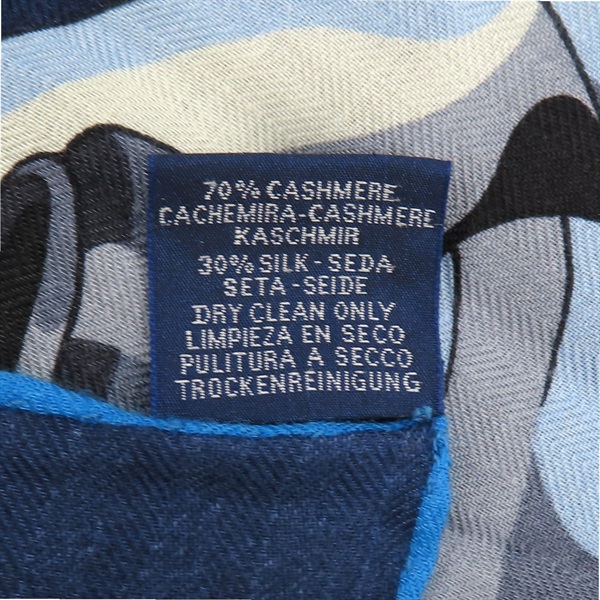 70% CASHMERE
CACHEMIRA-CASHMERE
KASCHMIR
30% SILK - SEDA
SETA - SEIDE
DRY CLEAN ONLY
LIMPIEZA EN SECO
PULITURA A SECCO
TROCKENREINIGUNG